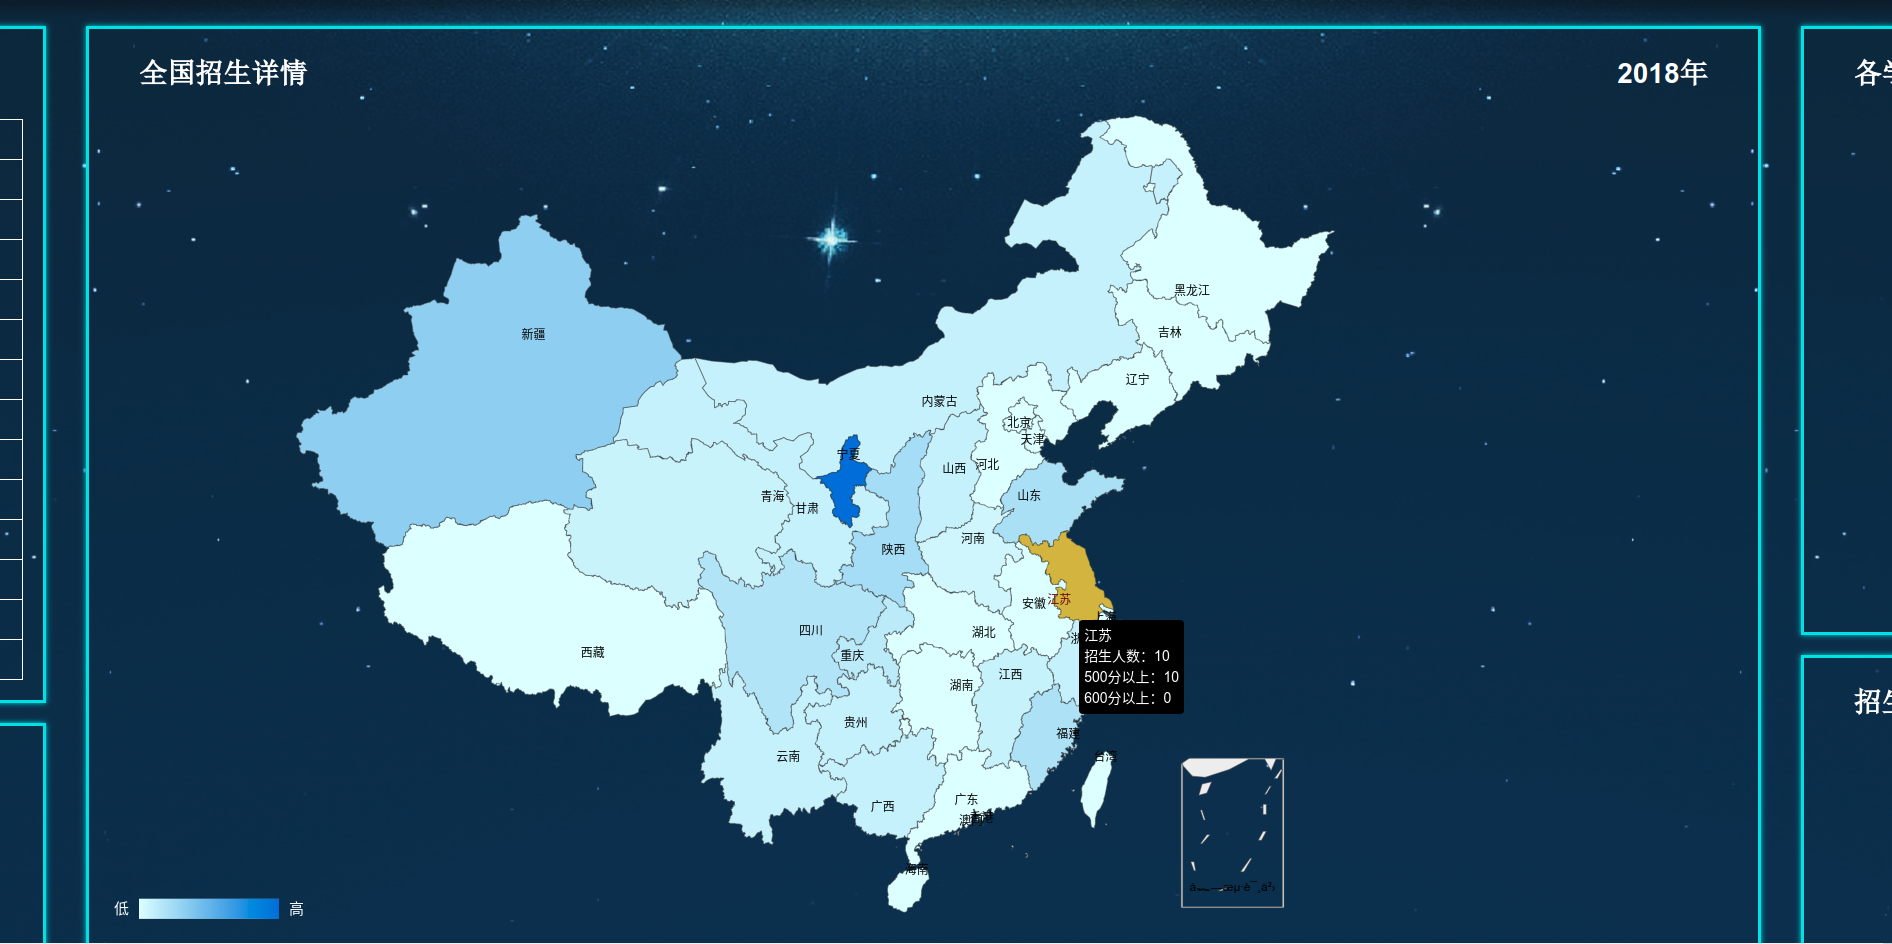 全国招生详情
2018年
各
黑龙江
吉林
新疆
辽宁
内蒙古
北京
天津
宁夏
山西
河北
青海
山东
甘肃
河南
陕西
江苏
安徽
上海
四川
湖北
浙
江苏
招生人数：10
500分以上：10
600分以上：0
西藏
重庆
江西
湖南
招
贵州
福建
云南
台湾
广东
广西
澳门
海南
低
高